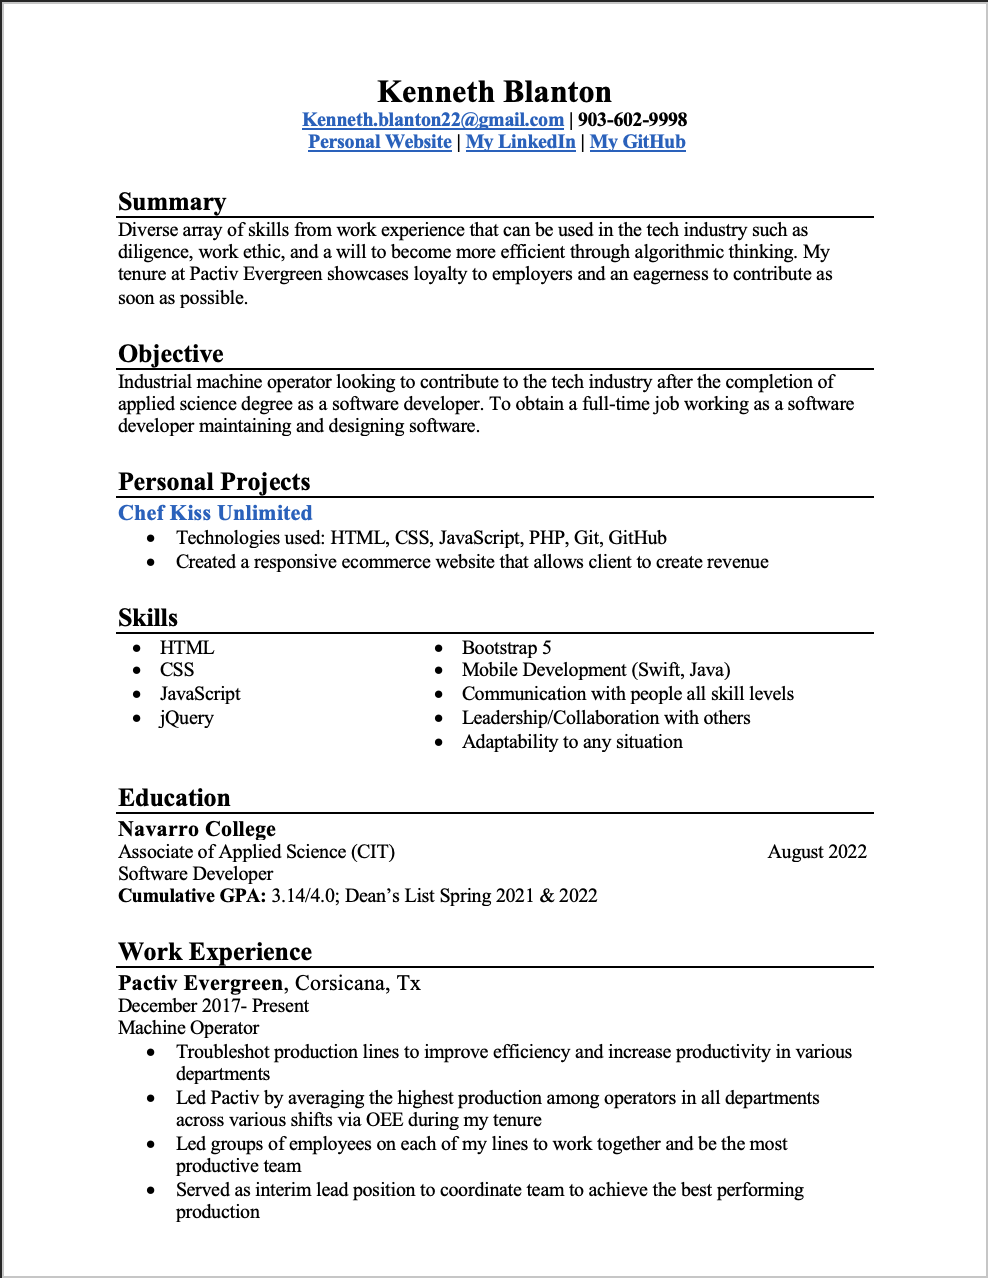 Kenneth Blanton
Kenneth.blanton22@gmail.com | 903-602-9998
Personal Website | My LinkedIn | My GitHub
Summary
Diverse array of skills from work experience that can be used in the tech industry such as
diligence, work ethic, and a will to become more efficient through algorithmic thinking. My
tenure at Pactiv Evergreen showcases loyalty to employers and an eagerness to contribute as
soon as possible.
Objective
Industrial machine operator looking to contribute to the tech industry after the completion of
applied science degree as a software developer. To obtain a full-time job working as a software
developer maintaining and designing software.
Personal Projects
Chef Kiss Unlimited
• Technologies used: HTML, CSS, JavaScript, PHP, Git, GitHub
• Created a responsive ecommerce website that allows client to create revenue
Skills
• HTML
• CSS
• JavaScript
• jQuery
• Bootstrap 5
• Mobile Development (Swift, Java)
• Communication with people all skill levels
• Leadership/Collaboration with others
• Adaptability to any situation
Education
Navarro College
Associate of Applied Science (CIT) August 2022
Software Developer
Cumulative GPA: 3.14/4.0; Dean’s List Spring 2021 & 2022
Work Experience
Pactiv Evergreen, Corsicana, Tx
December 2017- Present
Machine Operator
• Troubleshot production lines to improve efficiency and increase productivity in various
departments
• Led Pactiv by averaging the highest production among operators in all departments
across various shifts via OEE during my tenure
• Led groups of employees on each of my lines to work together and be the most
productive team
• Served as interim lead position to coordinate team to achieve the best performing
production